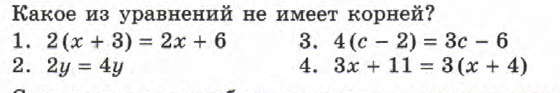 Какое из уравнений не имеет корней?
1. 2(x + 3) = 2x + 6 3. 4(c − 2) = 3c − 6
2. 2y = 4y 4. 3x + 11 = 3(x + 4)